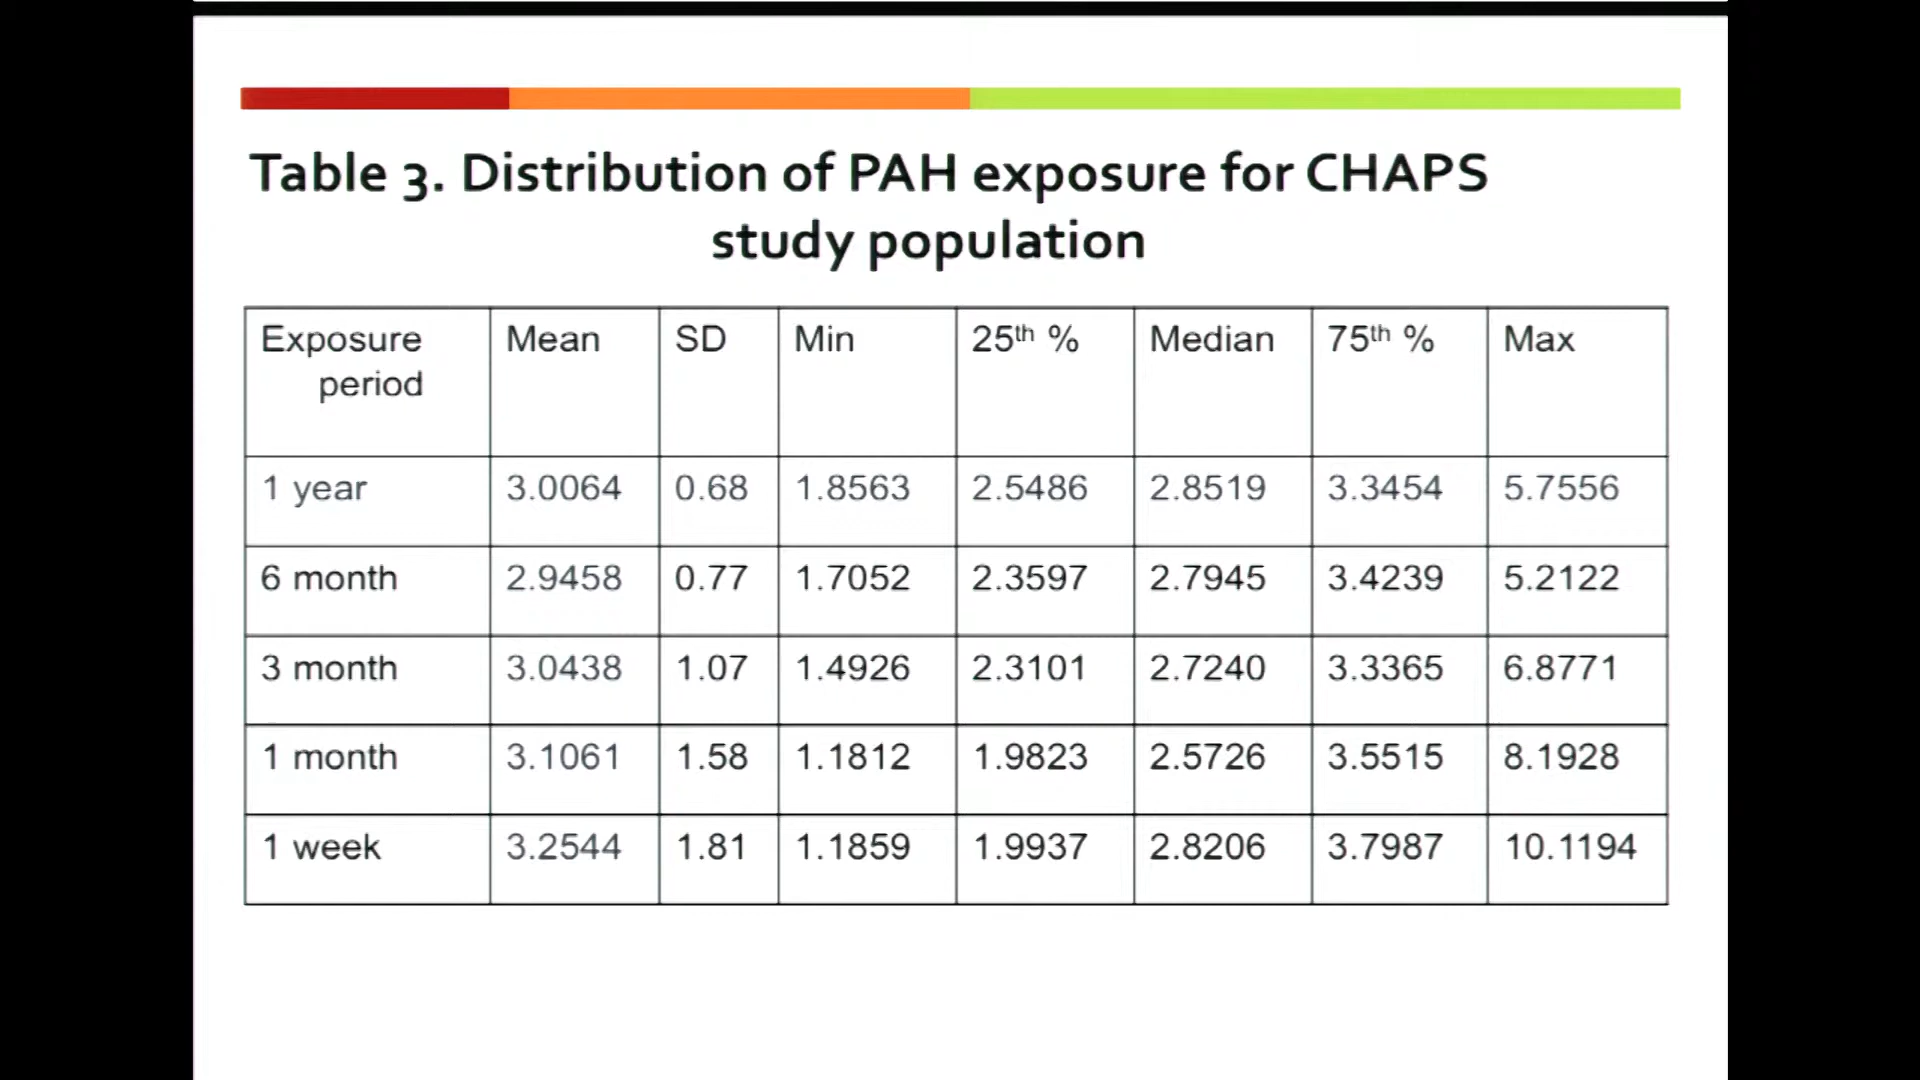 Table 3. Distribution of PAH exposure for CHAPS
study population
Exposure period Mean SD Min 25th % Median 75th % Max
1 year 3.0064 0.68 1.8563 2.5486 2.8519 3.3454 5.7556
6 month 2.9458 0.77 1.7052 2.3597 2.7945 3.4239 5.2122
3 month 3.0438 1.07 1.4926 2.3101 2.7240 3.3365 6.8771
1 month 3.1061 1.58 1.1812 1.9823 2.5726 3.5515 8.1928
1 week 3.2544 1.81 1.1859 1.9937 2.8206 3.7987 10.1194